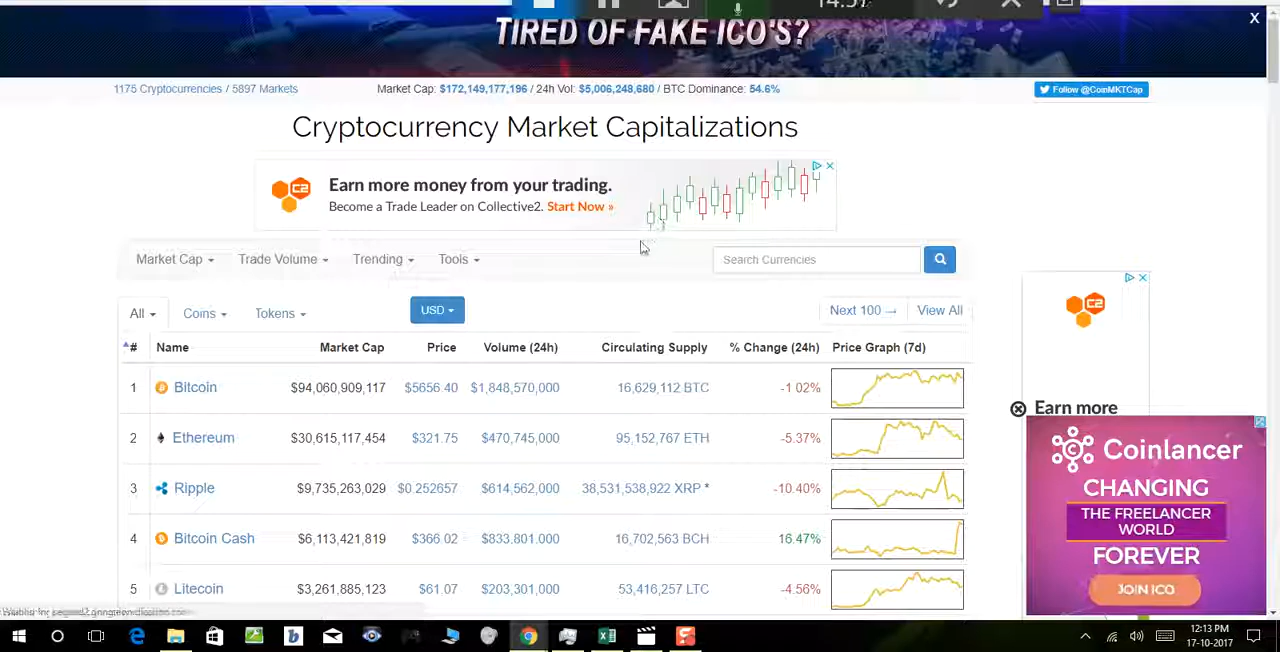 TIRED OF FAKE ICO'S?
X
1175 Cryptocurrencies / 5897 Markets
Market Cap: $172,149,177,196 / 24h Vol: $5,006,248,680 / BTC Dominance: 54.6%
Follow @CoinMKTCap
Cryptocurrency Market Capitalizations
Earn more money from your trading.
Become a Trade Leader on Collective2. Start Now »
C2
Market Cap Trade Volume Trending Tools Search Currencies
C2
All Coins Tokens USD Next 100 → View All
# Name Market Cap Price Volume (24h) Circulating Supply % Change (24h) Price Graph (7d)
1 Bitcoin $94,060,909,117 $5656.40 $1,848,570,000 16,629,112 BTC -1.02%
Earn more
2 Ethereum $30,615,117,454 $321.75 $470,745,000 95,152,767 ETH -5.37%
3 Ripple $9,735,263,029 $0.252657 $614,562,000 38,531,538,922 XRP * -10.40%
4 Bitcoin Cash $6,113,421,819 $366.02 $833,801,000 16,702,563 BCH 16.47%
5 Litecoin $3,261,885,123 $61.07 $203,301,000 53,416,257 LTC -4.56%
Coinlancer
CHANGING
THE FREELANCER
WORLD
FOREVER
JOIN ICO
12:13 PM
17-10-2017